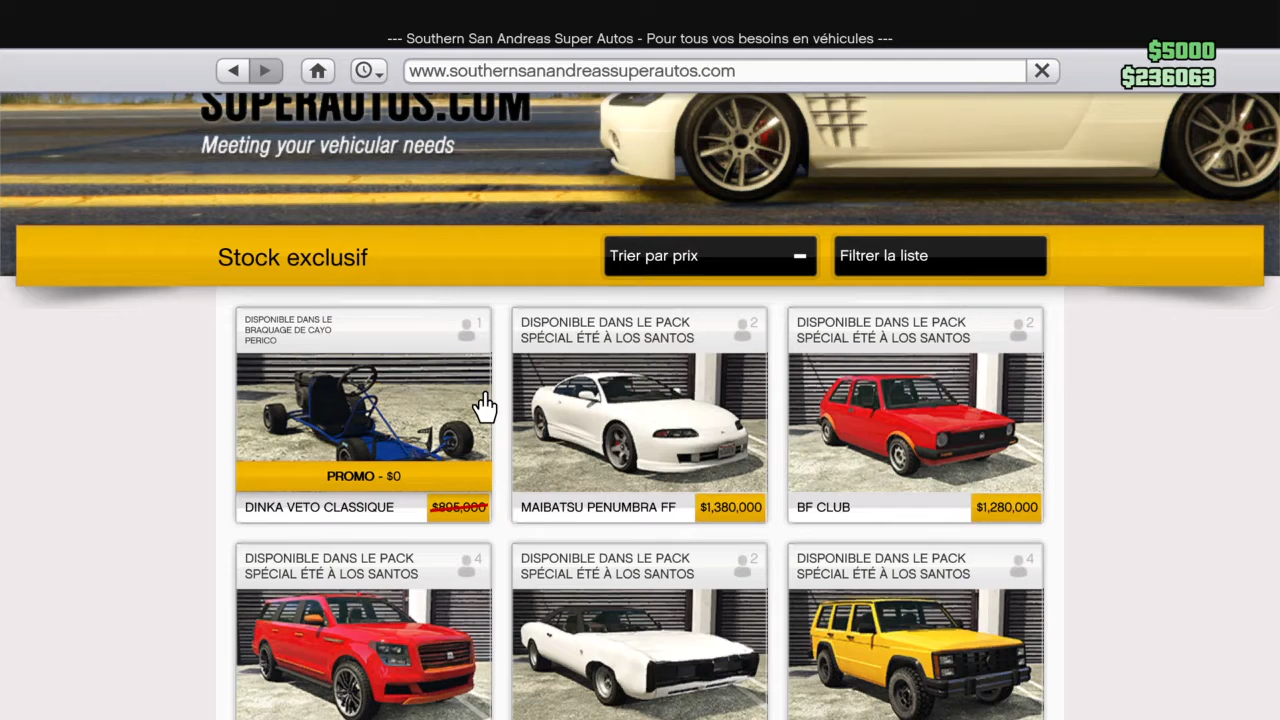 --- Southern San Andreas Super Autos - Pour tous vos besoins en véhicules ---
$5000
www.southernsanandreassuperautos.com
$236063
SUPERAUTOS.COM
Meeting your vehicular needs
Stock exclusif
Trier par prix
Filtrer la liste
DISPONIBLE DANS LE
BRAQUAGE DE CAYO
PERICO
1
PROMO - $0
DINKA VETO CLASSIQUE
$895,000
DISPONIBLE DANS LE PACK
SPÉCIAL ÉTÉ À LOS SANTOS
2
MAIBATSU PENUMBRA FF
$1,380,000
DISPONIBLE DANS LE PACK
SPÉCIAL ÉTÉ À LOS SANTOS
2
BF CLUB
$1,280,000
DISPONIBLE DANS LE PACK
SPÉCIAL ÉTÉ À LOS SANTOS
4
DISPONIBLE DANS LE PACK
SPÉCIAL ÉTÉ À LOS SANTOS
2
DISPONIBLE DANS LE PACK
SPÉCIAL ÉTÉ À LOS SANTOS
4